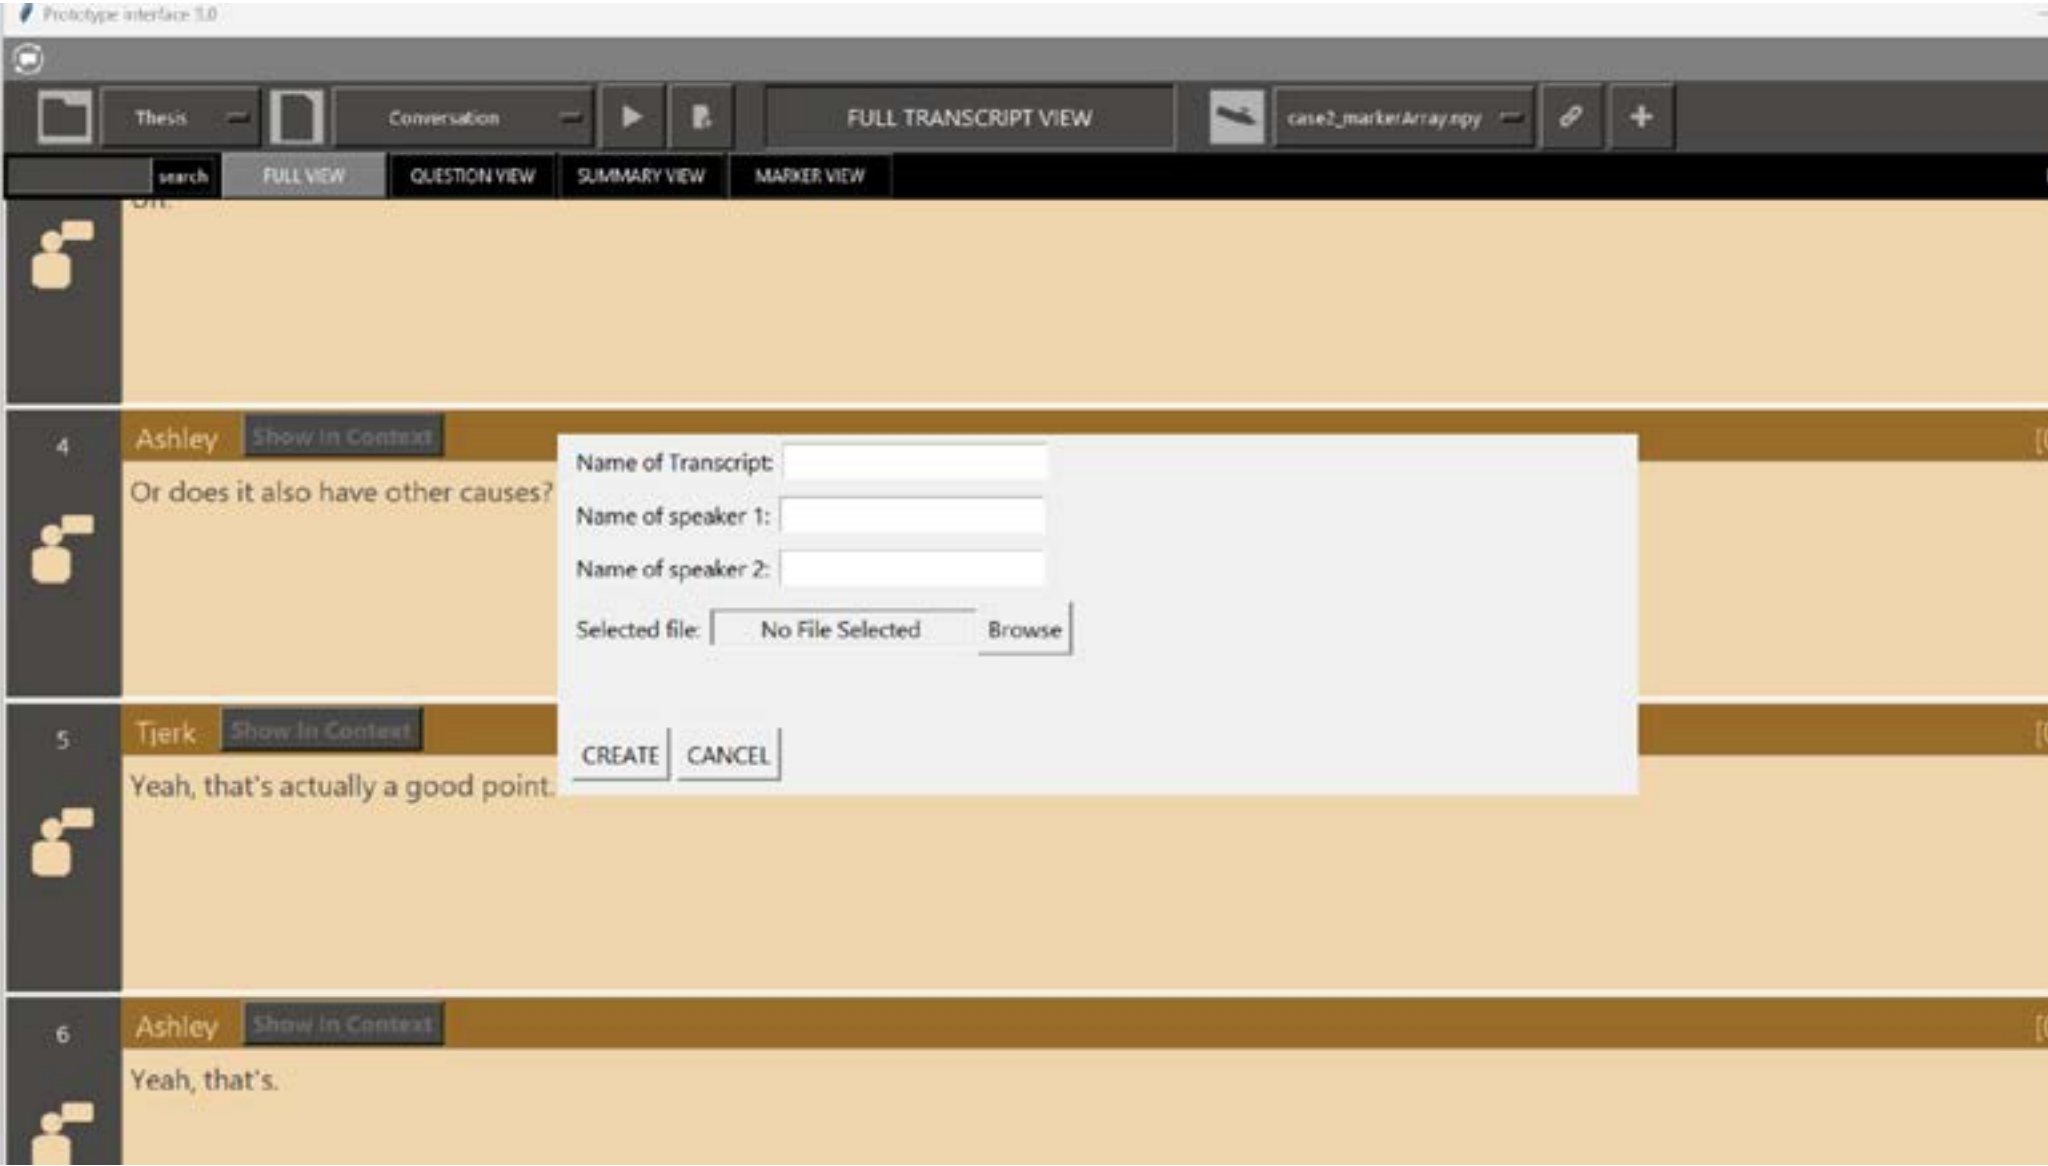 Prototype interface 3.0
Thesis
Conversation
FULL TRANSCRIPT VIEW
case2_markerArray.npy
search
FULL VIEW
QUESTION VIEW
SUMMARY VIEW
MARKER VIEW
4
Ashley
Show In Context
Or does it also have other causes?
Name of Transcript:
Name of speaker 1:
Name of speaker 2:
Selected file:
No File Selected
Browse
CREATE
CANCEL
5
Tjerk
Show In Context
Yeah, that's actually a good point.
6
Ashley
Show In Context
Yeah, that's.